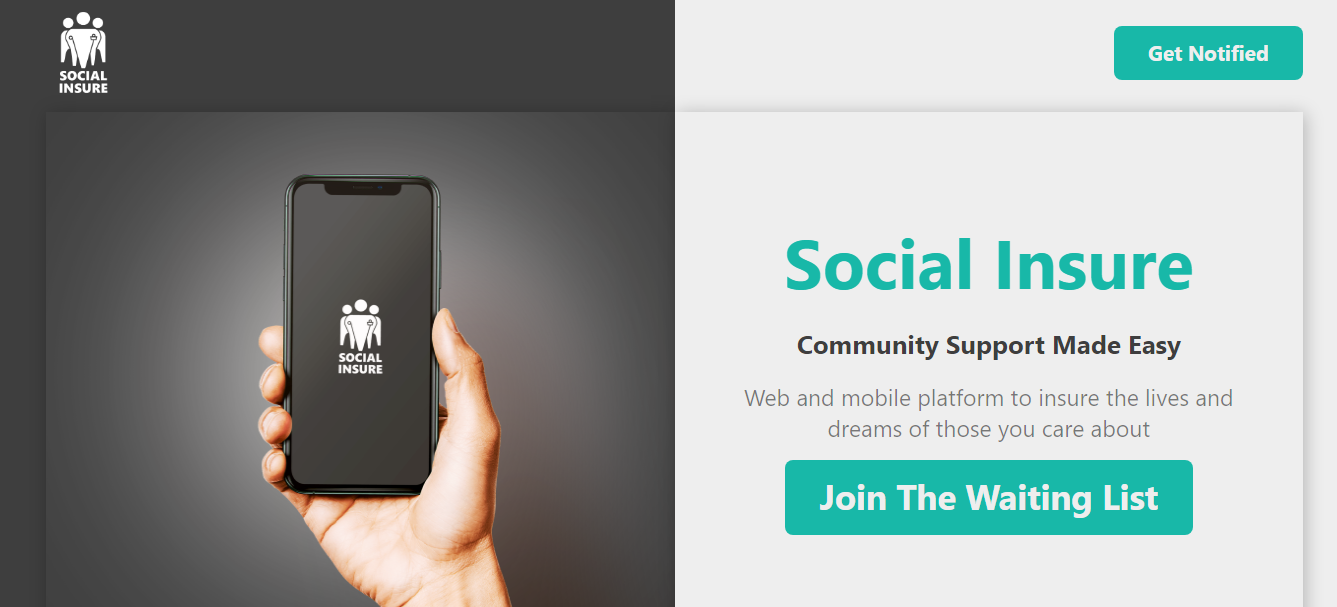 SOCIAL
INSURE
Get Notified
SOCIAL
INSURE
Social Insure
Community Support Made Easy
Web and mobile platform to insure the lives and
dreams of those you care about
Join The Waiting List